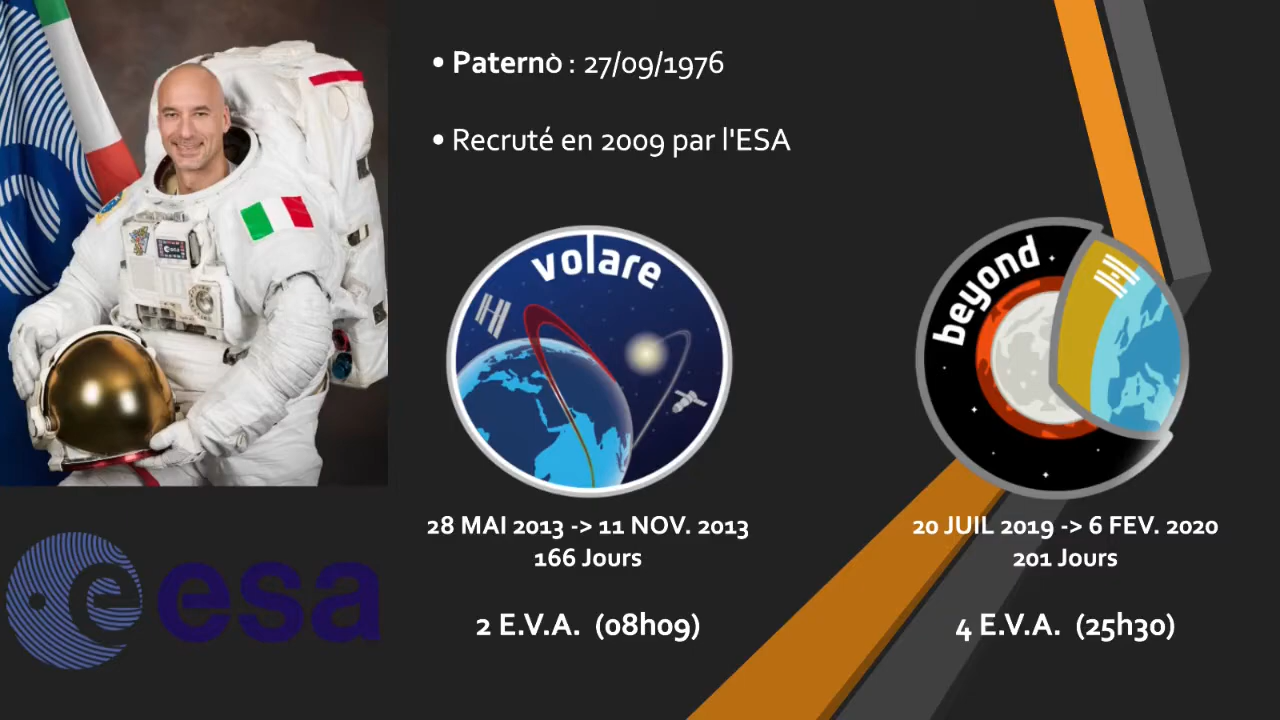 • Paternò : 27/09/1976
• Recruté en 2009 par l'ESA
volare
beyond
28 MAI 2013 -> 11 NOV. 2013
166 Jours
2 E.V.A. (08h09)
20 JUIL 2019 -> 6 FEV. 2020
201 Jours
4 E.V.A. (25h30)
esa